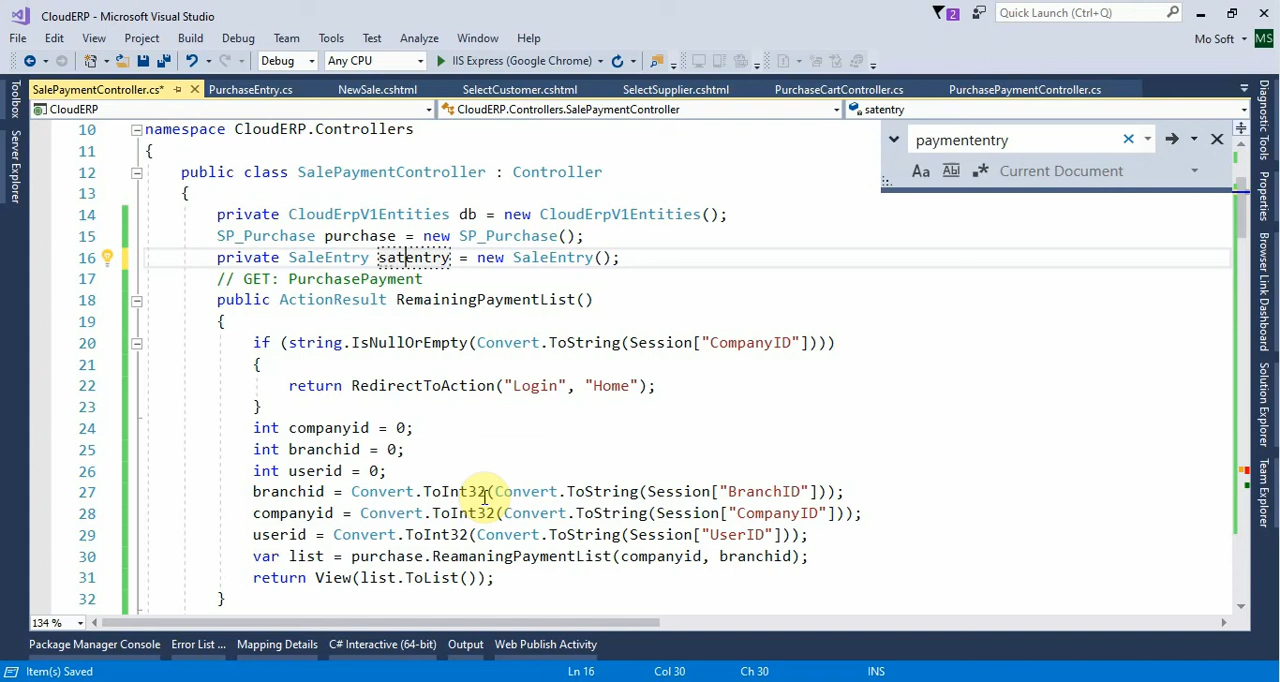 CloudERP - Microsoft Visual Studio
2
Quick Launch (Ctrl+Q)
File Edit View Project Build Debug Team Tools Test Analyze Window Help
Mo Soft MS
Debug Any CPU IIS Express (Google Chrome)
SalePaymentController.cs* PurchaseEntry.cs NewSale.cshtml SelectCustomer.cshtml SelectSupplier.cshtml PurchaseCartController.cs PurchasePaymentController.cs
CloudERP CloudERP.Controllers.SalePaymentController satentry
paymententry
Aa Abl Current Document
10 namespace CloudERP.Controllers
11 {
12 public class SalePaymentController : Controller
13 {
14 private CloudErpV1Entities db = new CloudErpV1Entities();
15 SP_Purchase purchase = new SP_Purchase();
16 private SaleEntry satentry = new SaleEntry();
17 // GET: PurchasePayment
18 public ActionResult RemainingPaymentList()
19 {
20 if (string.IsNullOrEmpty(Convert.ToString(Session["CompanyID"])))
21 {
22 return RedirectToAction("Login", "Home");
23 }
24 int companyid = 0;
25 int branchid = 0;
26 int userid = 0;
27 branchid = Convert.ToInt32(Convert.ToString(Session["BranchID"]));
28 companyid = Convert.ToInt32(Convert.ToString(Session["CompanyID"]));
29 userid = Convert.ToInt32(Convert.ToString(Session["UserID"]));
30 var list = purchase.ReamaningPaymentList(companyid, branchid);
31 return View(list.ToList());
32 }
Toolbox
Server Explorer
Diagnostic Tools
Properties
Browser Link Dashboard
Solution Explorer
Team Explorer
134 %
Package Manager Console Error List ... Mapping Details C# Interactive (64-bit) Output Web Publish Activity
Item(s) Saved Ln 16 Col 30 Ch 30 INS